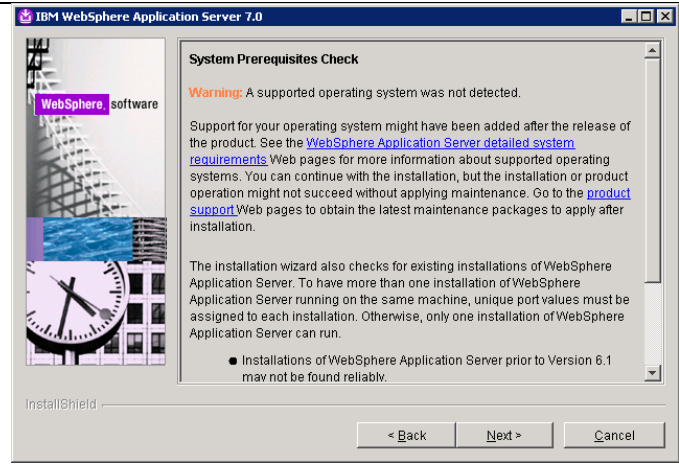 IBM WebSphere Application Server 7.0
WebSphere. software
System Prerequisites Check
Warning: A supported operating system was not detected.
Support for your operating system might have been added after the release of
the product. See the WebSphere Application Server detailed system
requirements Web pages for more information about supported operating
systems. You can continue with the installation, but the installation or product
operation might not succeed without applying maintenance. Go to the product
support Web pages to obtain the latest maintenance packages to apply after
installation.
The installation wizard also checks for existing installations of WebSphere
Application Server. To have more than one installation of WebSphere
Application Server running on the same machine, unique port values must be
assigned to each installation. Otherwise, only one installation of WebSphere
Application Server can run.
● Installations of WebSphere Application Server prior to Version 6.1
may not be found reliably.
InstallShield
< Back Next > Cancel